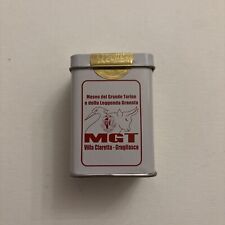 Museo del Grande Torino
e della Leggenda Granata
MGT
Villa Claretta - Grugliasco